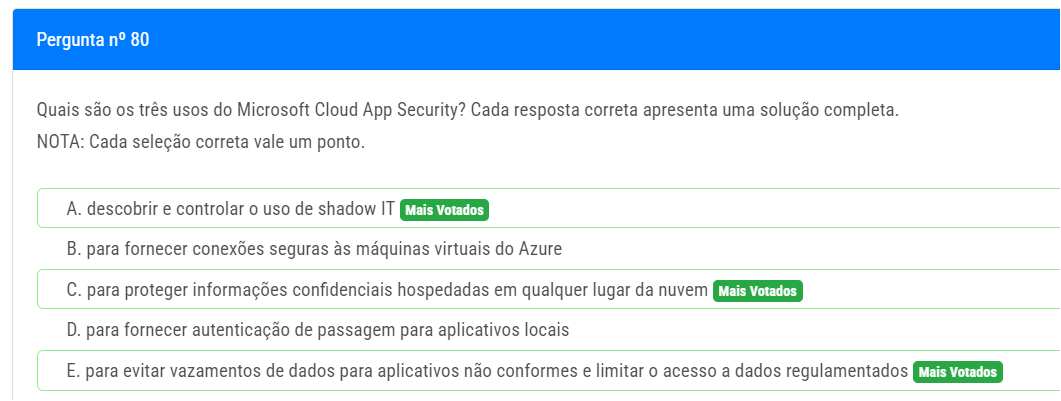 Pergunta nº 80
Quais são os três usos do Microsoft Cloud App Security? Cada resposta correta apresenta uma solução completa.
NOTA: Cada seleção correta vale um ponto.
A. descobrir e controlar o uso de shadow IT Mais Votados
B. para fornecer conexões seguras às máquinas virtuais do Azure
C. para proteger informações confidenciais hospedadas em qualquer lugar da nuvem Mais Votados
D. para fornecer autenticação de passagem para aplicativos locais
E. para evitar vazamentos de dados para aplicativos não conformes e limitar o acesso a dados regulamentados Mais Votados